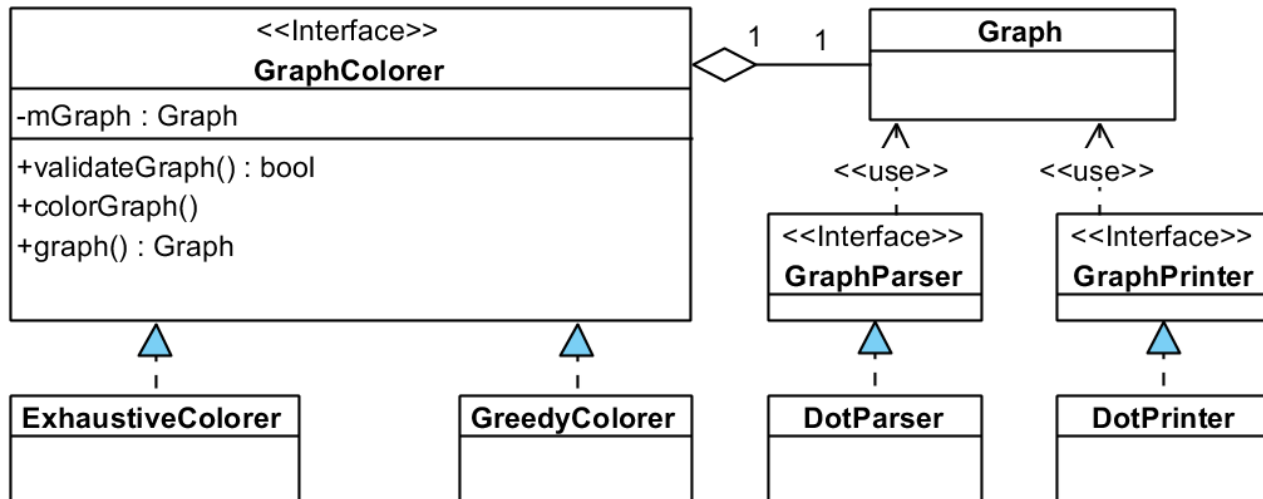 <<Interface>>
GraphColorer
-mGraph : Graph
+validateGraph() : bool
+colorGraph()
+graph() : Graph
1
1
Graph
<<use>>
<<use>>
<<Interface>>
GraphParser
<<Interface>>
GraphPrinter
ExhaustiveColorer
GreedyColorer
DotParser
DotPrinter